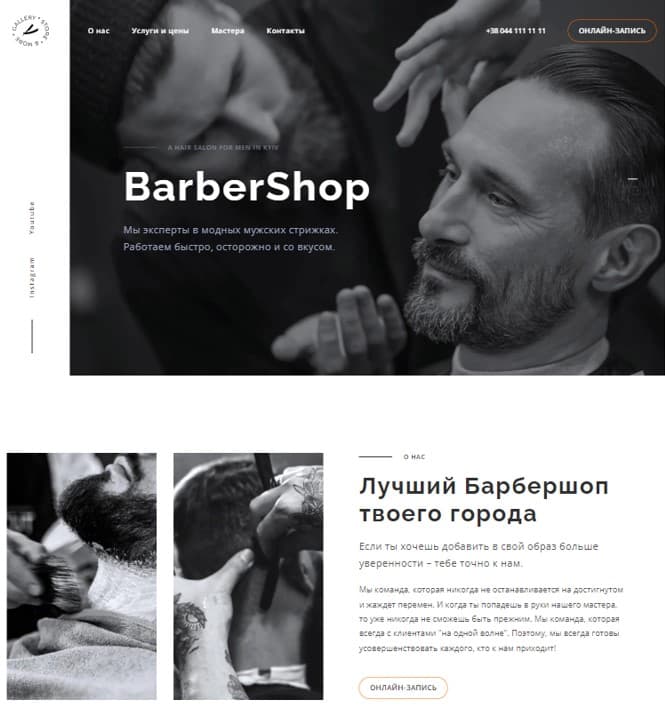 GALLERY • STORE & MORE •
О нас Услуги и цены Мастера Контакты +38 044 111 11 11 ОНЛАЙН-ЗАПИСЬ
A HAIR SALON FOR MEN IN KYIV
BarberShop
Мы эксперты в модных мужских стрижках.
Работаем быстро, осторожно и со вкусом.
Youtube
Instagram
О НАС
Лучший Барбершоп
твоего города
Если ты хочешь добавить в свой образ больше
уверенности – тебе точно к нам.
Мы команда, которая никогда не останавливается на достигнутом
и жаждет перемен. И когда ты попадешь в руки нашего мастера,
то уже никогда не сможешь быть прежним. Мы команда, которая
всегда с клиентами "на одной волне". Поэтому, мы всегда готовы
усовершенствовать каждого, кто к нам приходит!
ОНЛАЙН-ЗАПИСЬ